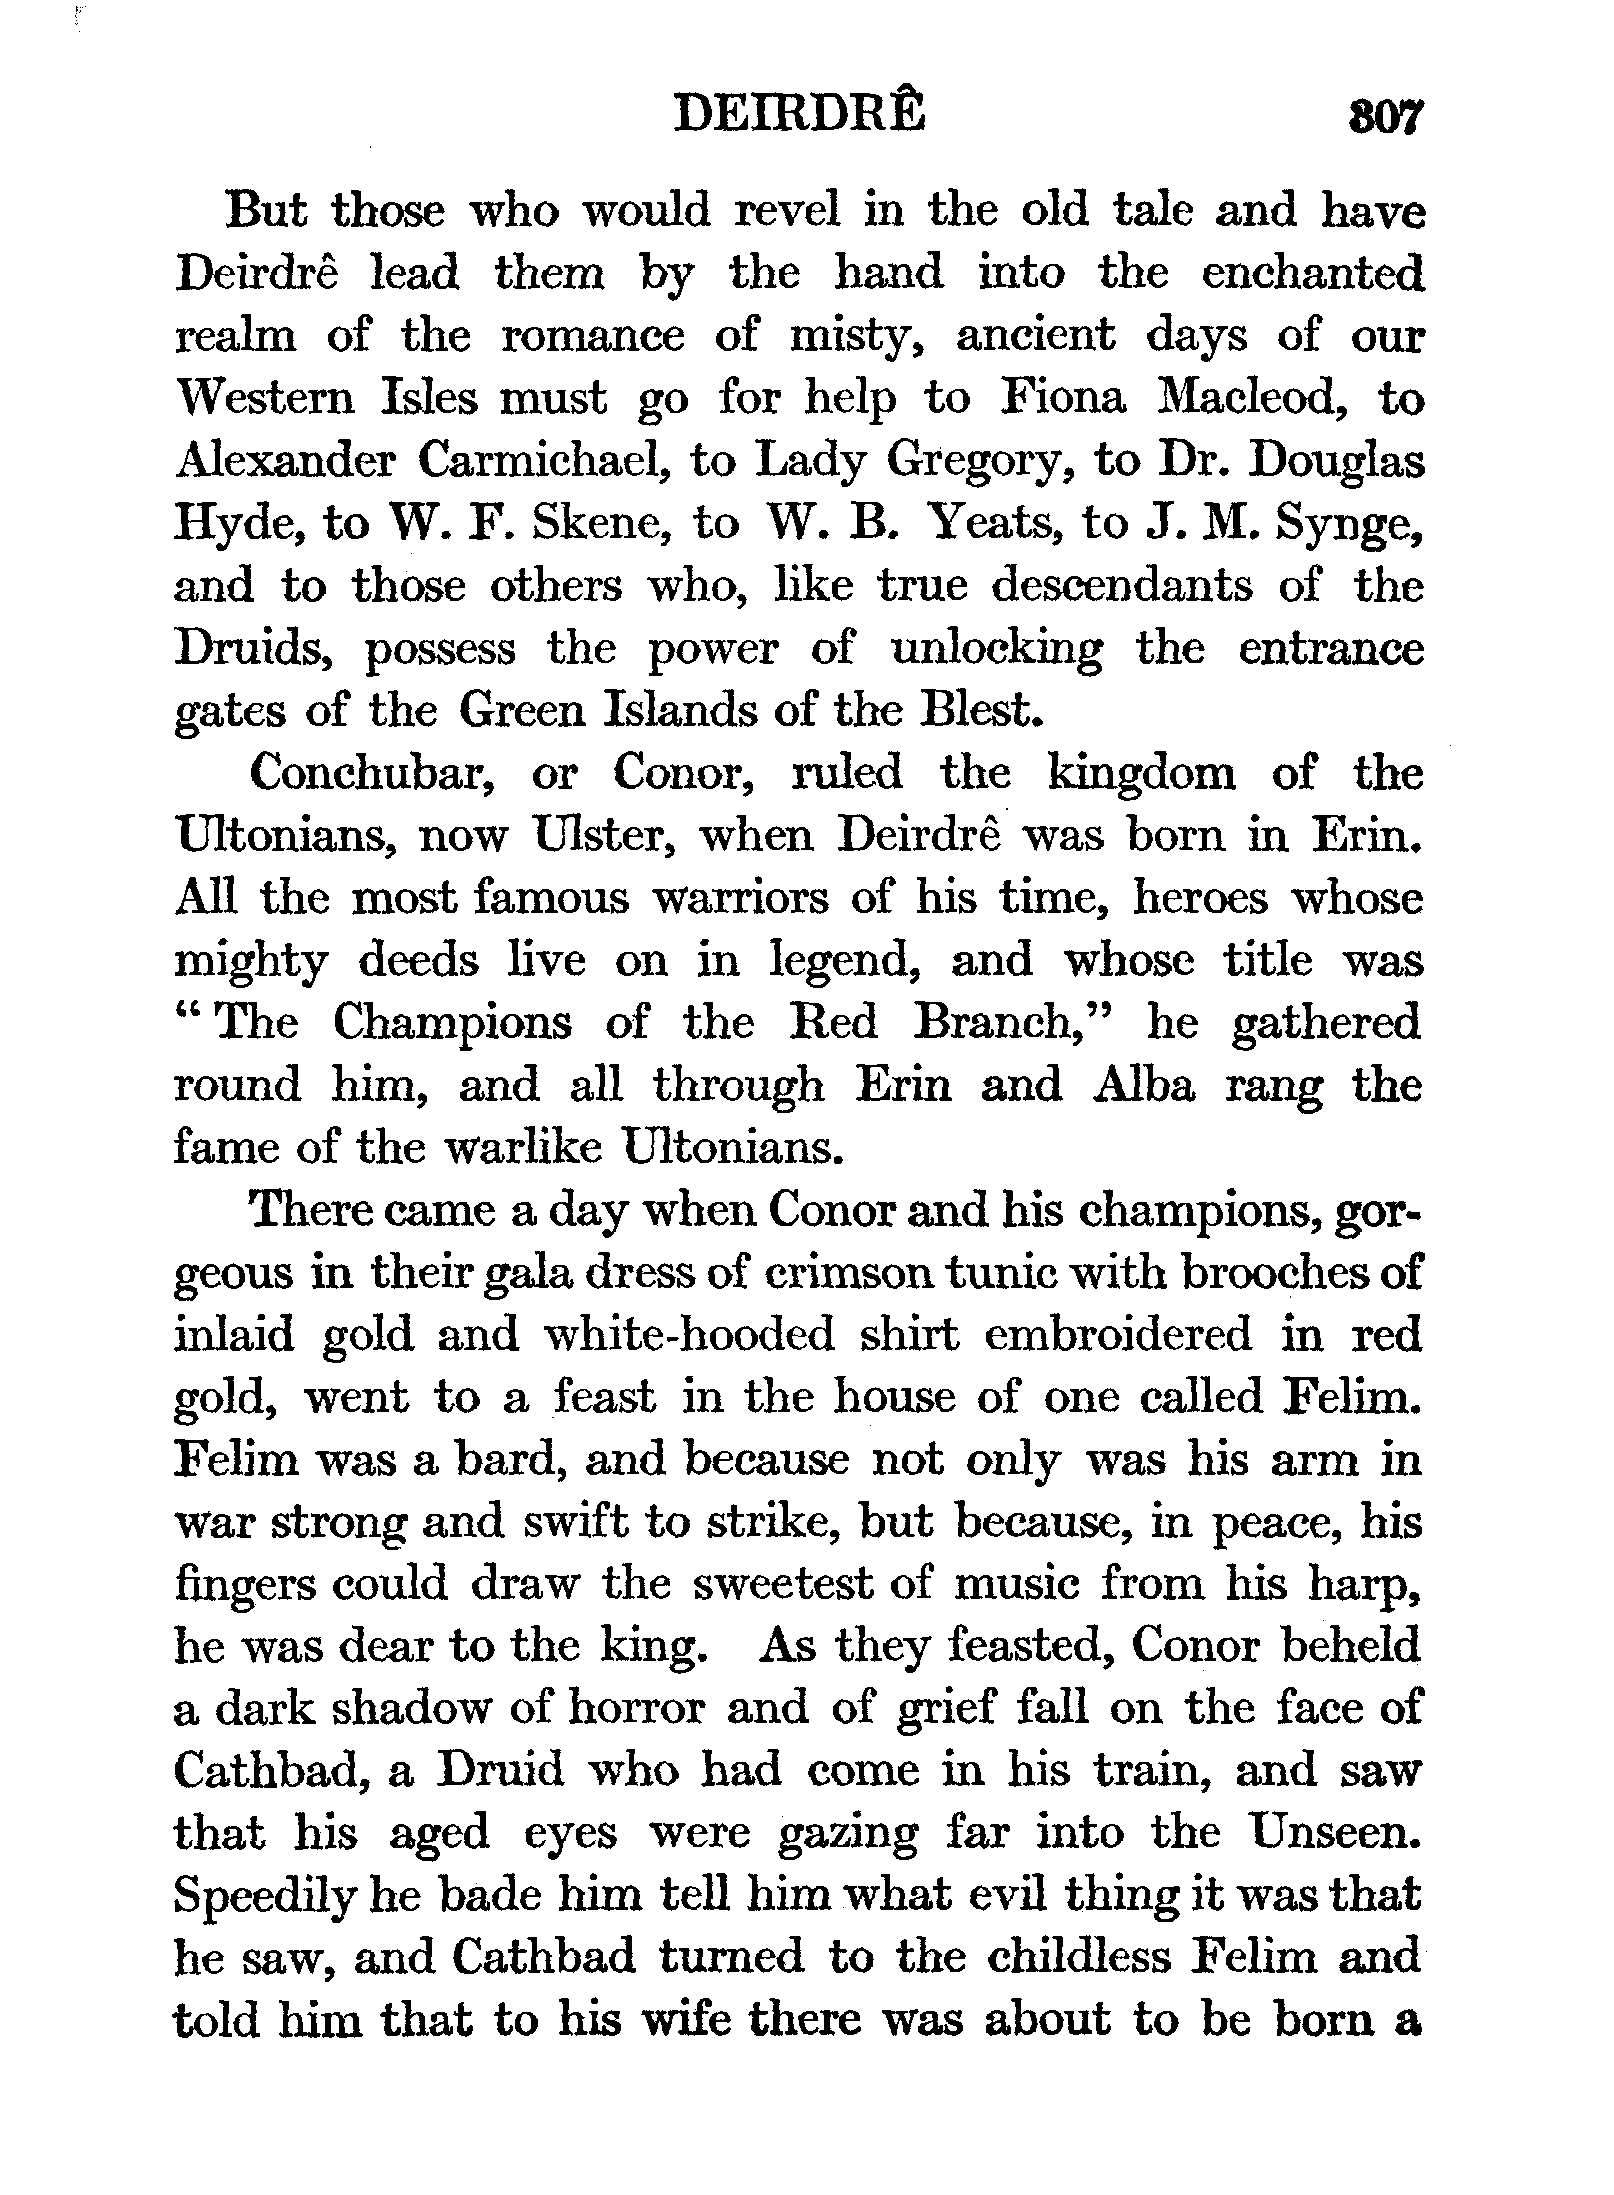 DEIRDRÊ 307
But those who would revel in the old tale and have
Deirdrê lead them by the hand into the enchanted
realm of the romance of misty, ancient days of our
Western Isles must go for help to Fiona Macleod, to
Alexander Carmichael, to Lady Gregory, to Dr. Douglas
Hyde, to W. F. Skene, to W. B. Yeats, to J. M. Synge,
and to those others who, like true descendants of the
Druids, possess the power of unlocking the entrance
gates of the Green Islands of the Blest.
Conchubar, or Conor, ruled the kingdom of the
Ultonians, now Ulster, when Deirdrê was born in Erin.
All the most famous warriors of his time, heroes whose
mighty deeds live on in legend, and whose title was
“The Champions of the Red Branch,” he gathered
round him, and all through Erin and Alba rang the
fame of the warlike Ultonians.
There came a day when Conor and his champions, gor-
geous in their gala dress of crimson tunic with brooches of
inlaid gold and white-hooded shirt embroidered in red
gold, went to a feast in the house of one called Felim.
Felim was a bard, and because not only was his arm in
war strong and swift to strike, but because, in peace, his
fingers could draw the sweetest of music from his harp,
he was dear to the king. As they feasted, Conor beheld
a dark shadow of horror and of grief fall on the face of
Cathbad, a Druid who had come in his train, and saw
that his aged eyes were gazing far into the Unseen.
Speedily he bade him tell him what evil thing it was that
he saw, and Cathbad turned to the childless Felim and
told him that to his wife there was about to be born a